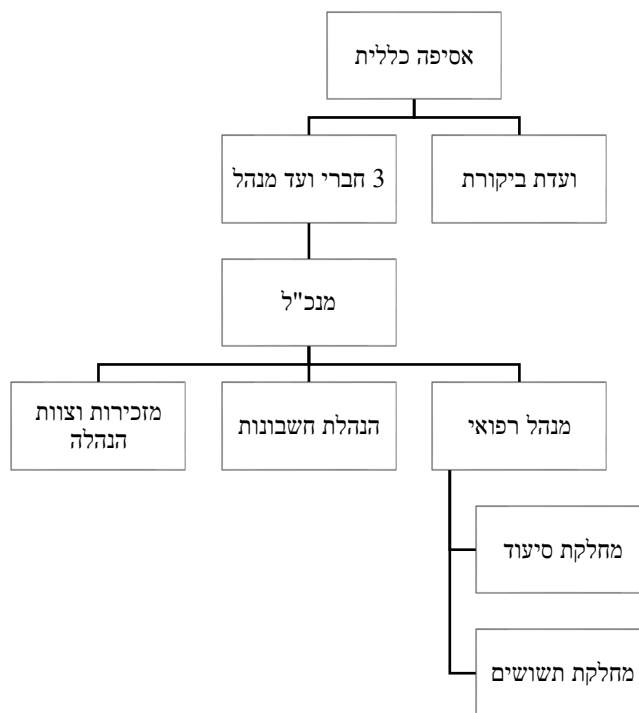 אסיפה כללית
ועדת ביקורת
3 חברי ועד מנהל
מנכ"ל
מנהל רפואי
הנהלת חשבונות
מזכירות וצוות
הנהלה
מחלקת סיעוד
מחלקת תשושים